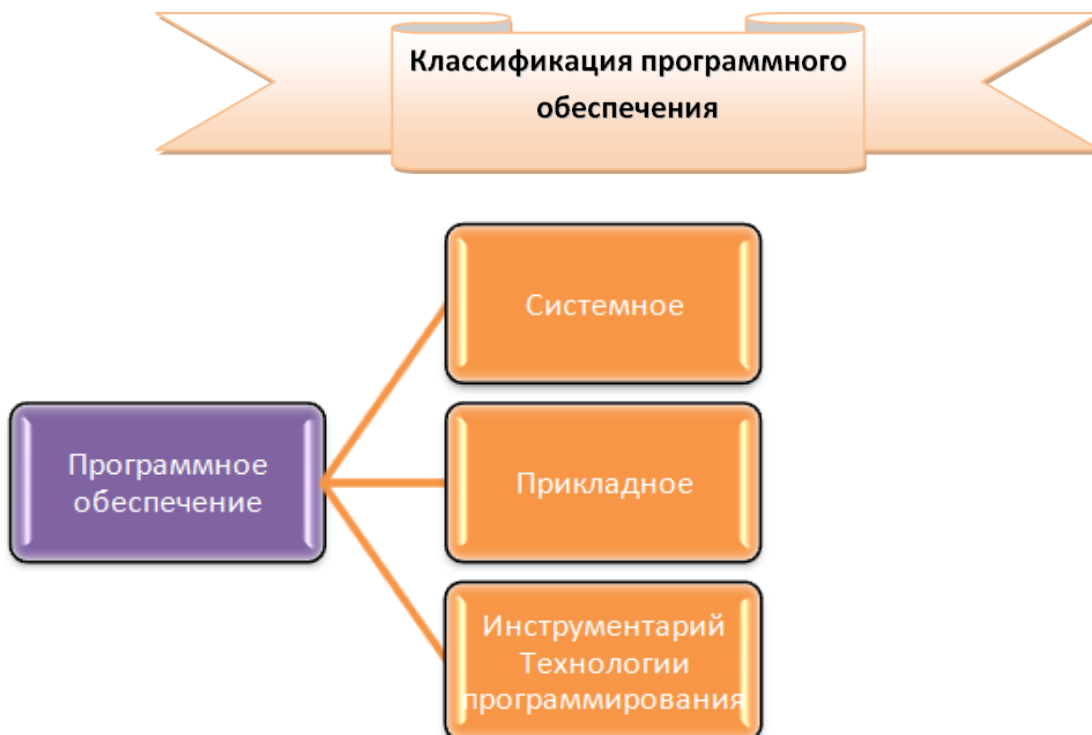 Классификация программного
обеспечения
Системное
Программное
обеспечение
Прикладное
Инструментарий
Технологии
программирования